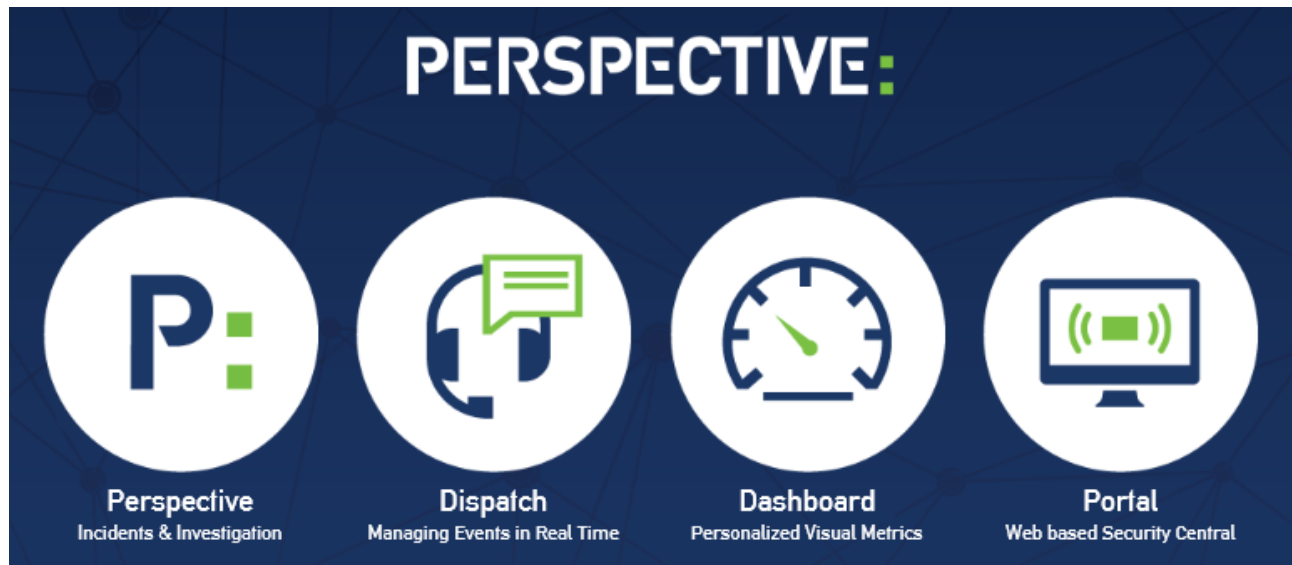 PERSPECTIVE:
P:
Perspective
Incidents & Investigation
Dispatch
Managing Events in Real Time
Dashboard
Personalized Visual Metrics
Portal
Web based Security Central